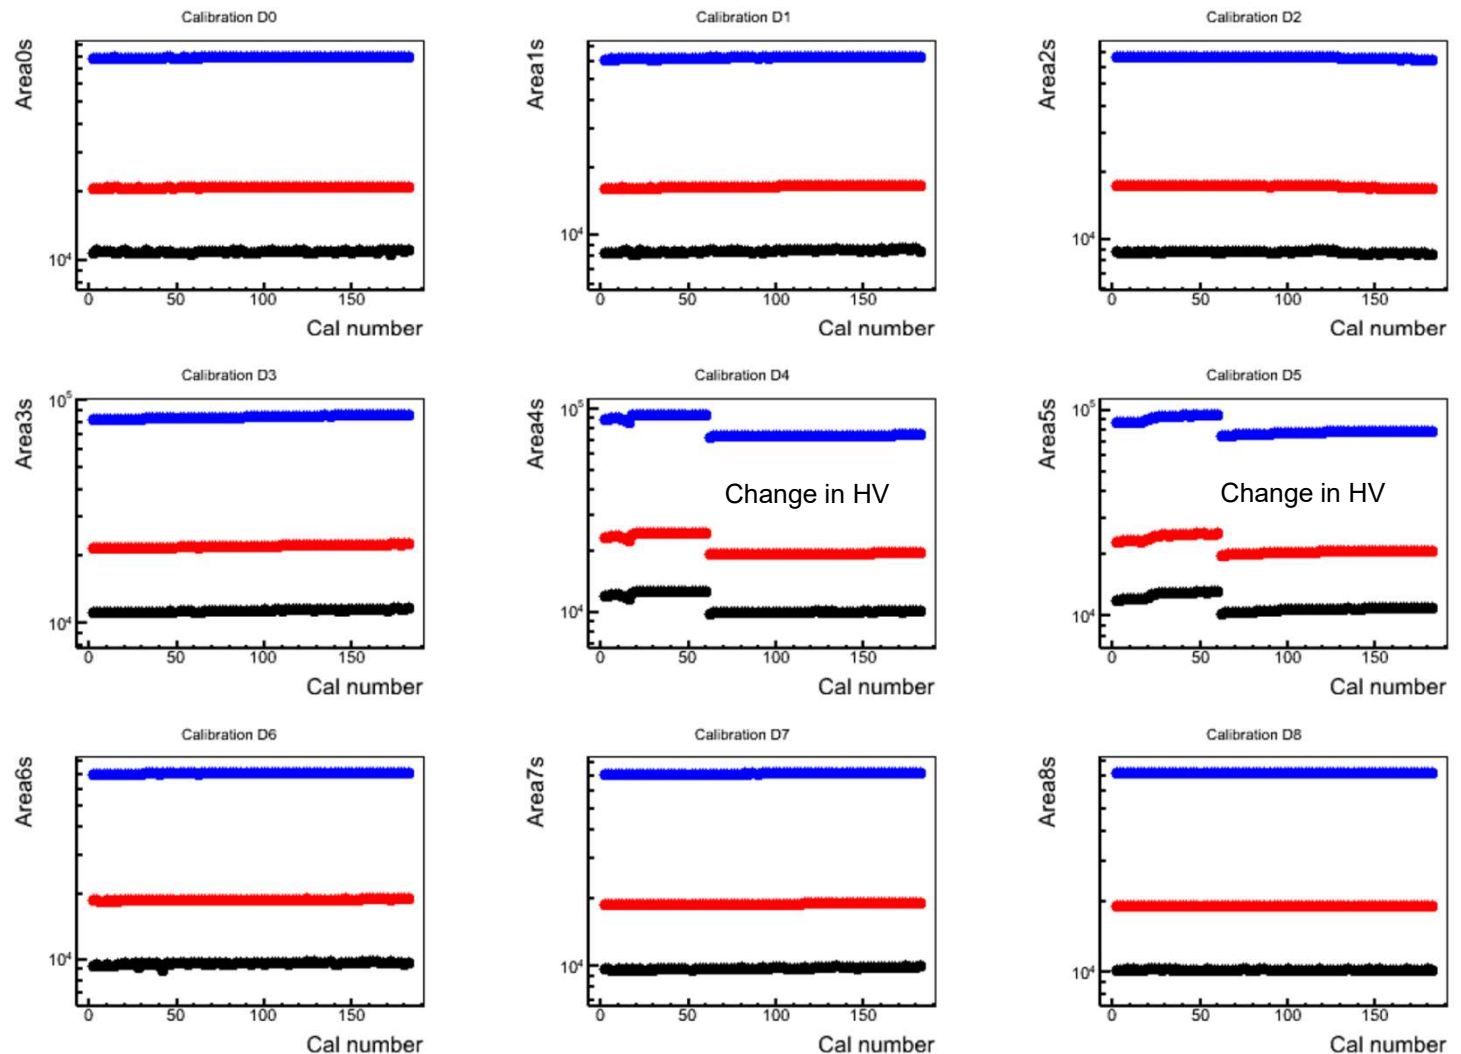 Calibration D0
Area0s
10⁴
0 50 100 150
Cal number
Calibration D1
Area1s
10⁴
0 50 100 150
Cal number
Calibration D2
Area2s
10⁴
0 50 100 150
Cal number
Calibration D3
Area3s
10⁵
10⁴
0 50 100 150
Cal number
Calibration D4
Area4s
10⁵
Change in HV
10⁴
0 50 100 150
Cal number
Calibration D5
Area5s
10⁵
Change in HV
10⁴
0 50 100 150
Cal number
Calibration D6
Area6s
10⁴
0 50 100 150
Cal number
Calibration D7
Area7s
10⁴
0 50 100 150
Cal number
Calibration D8
Area8s
10⁴
0 50 100 150
Cal number